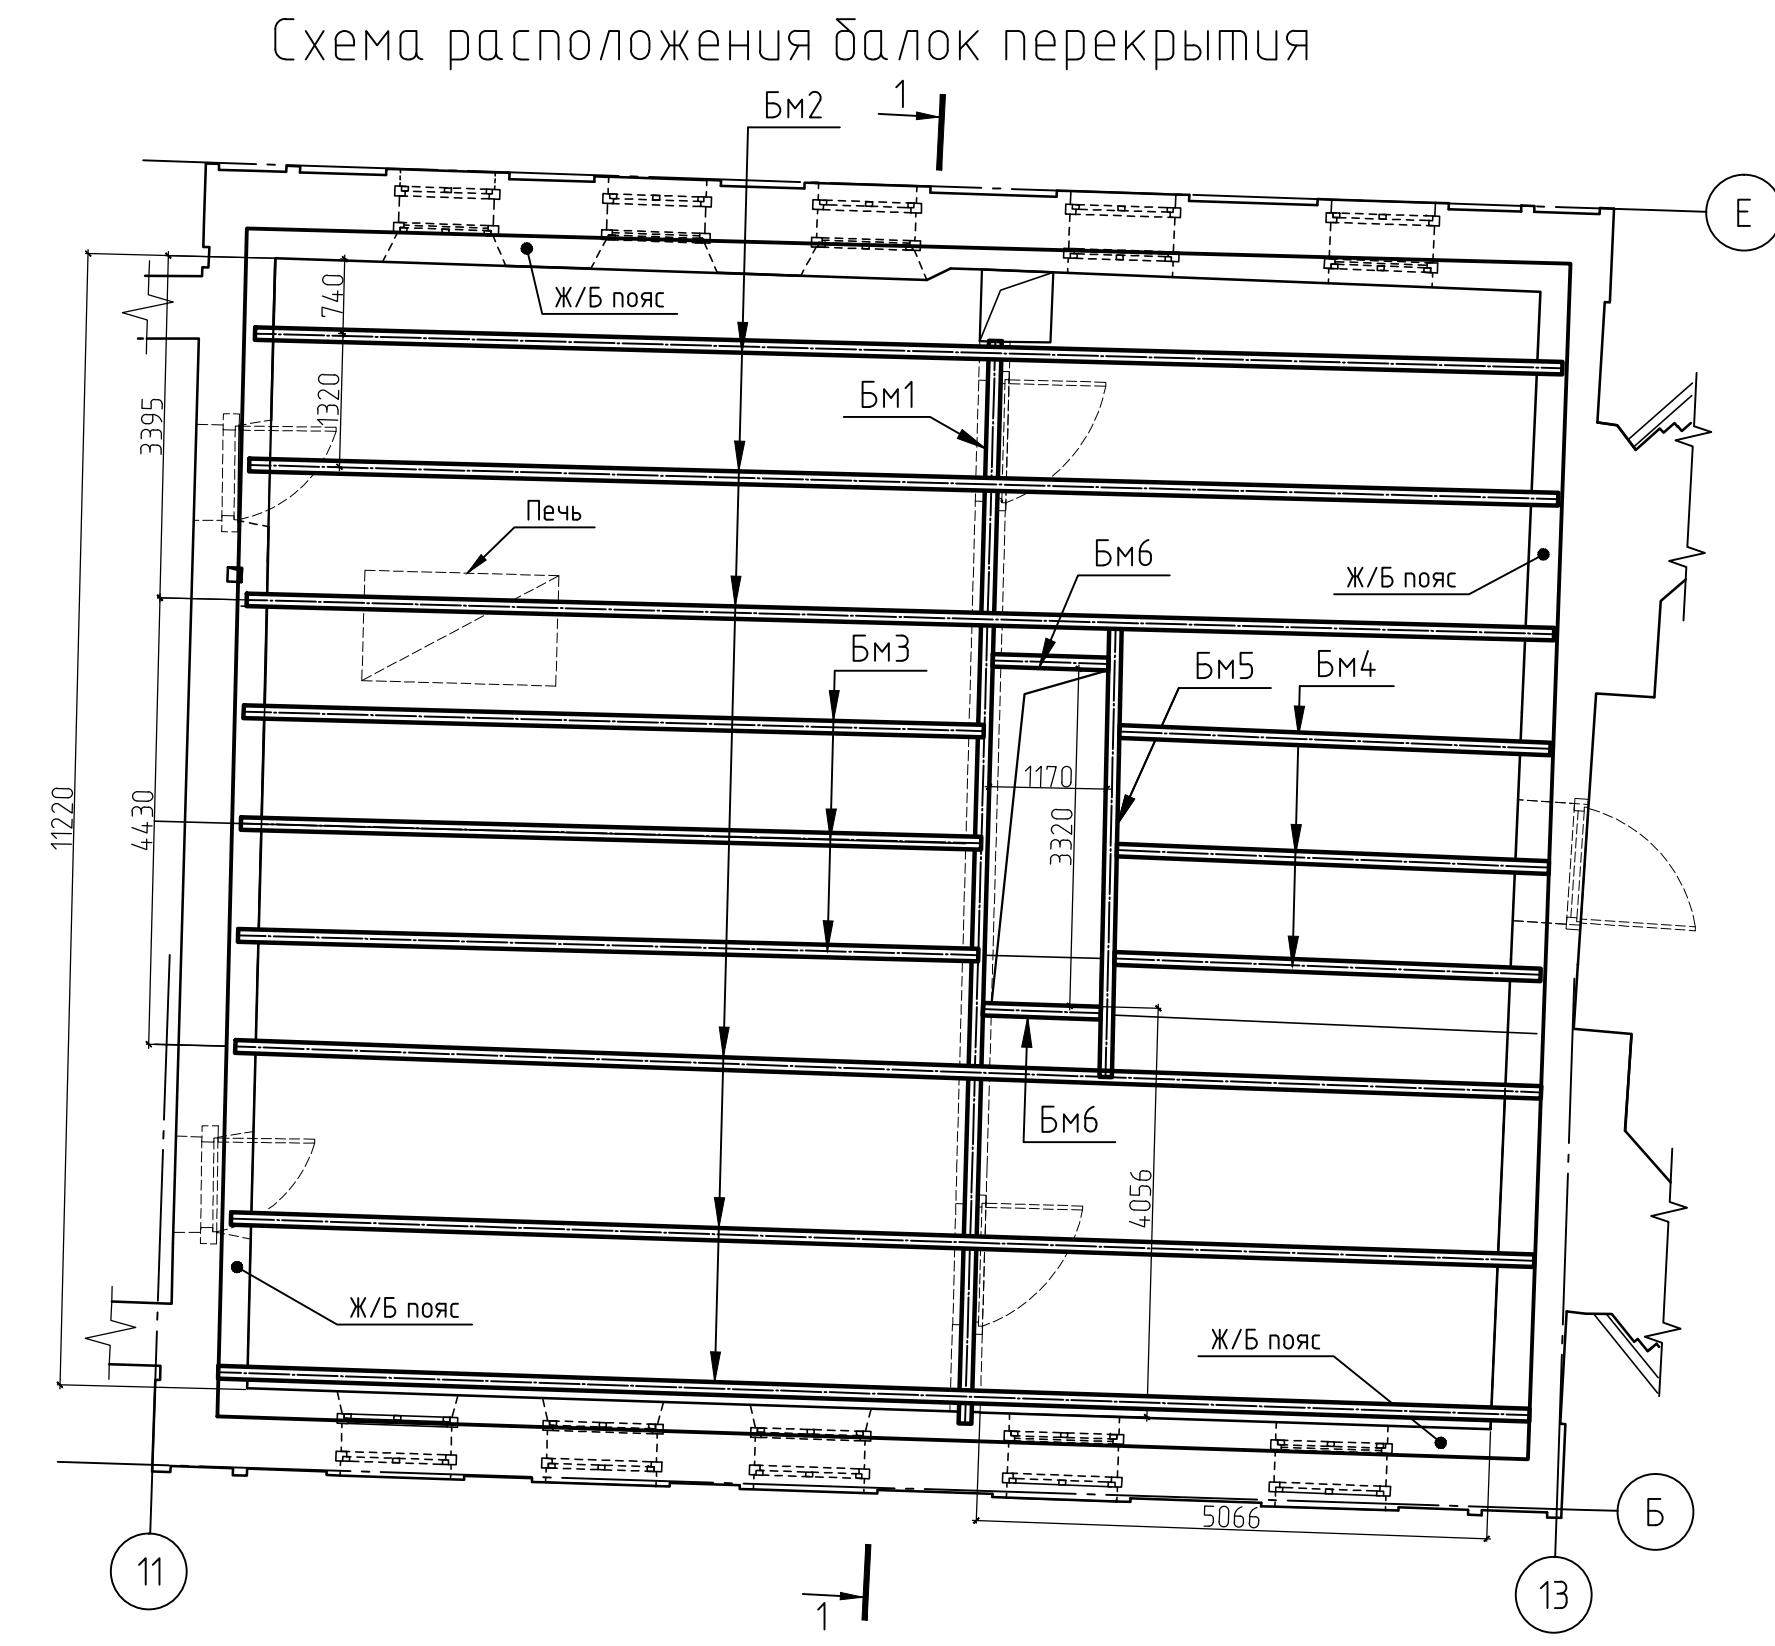 Схема расположения балок перекрытия
1
Бм2
Е
Ж/Б пояс
740
1320
3395
Бм1
Печь
Бм6
Ж/Б пояс
Бм3
Бм5
Бм4
1170
3320
11220
4430
Бм6
4056
Ж/Б пояс
Ж/Б пояс
5066
Б
11
13
1